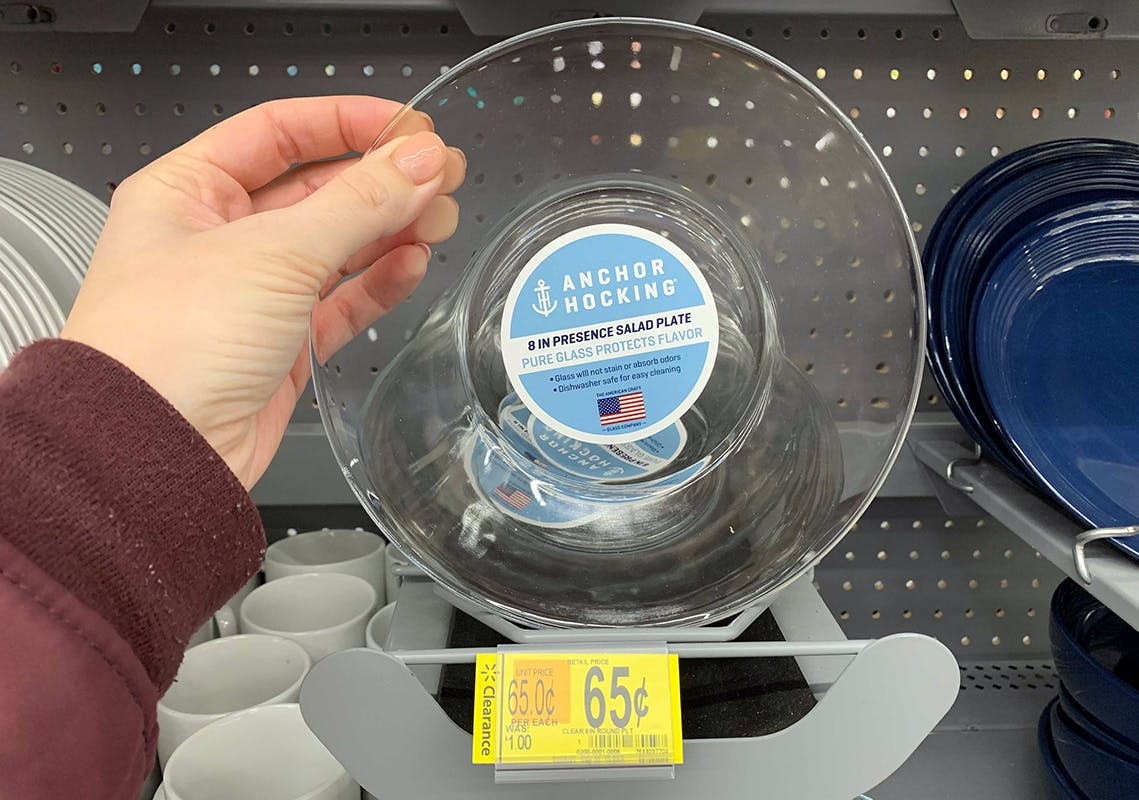 ANCHOR
HOCKING
8 IN PRESENCE SALAD PLATE
PURE GLASS PROTECTS FLAVOR
• Glass will not stain or absorb odors
• Dishwasher safe for easy cleaning
THE AMERICAN CRAFT
GLASS COMPANY
Clearance
UNIT PRICE
65.0¢
PER EACH
WAS:
$1.00
RETAIL PRICE
65¢
CLEAR 8IN ROUND PLT